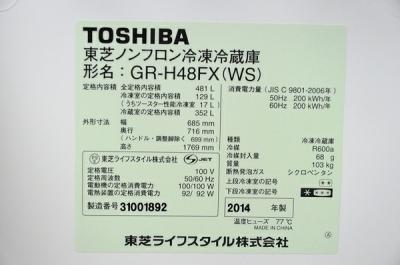 TOSHIBA
東芝ノンフロン冷凍冷蔵庫
形名：GR-H48FX(WS)
定格内容積 全定格内容積 481 L
冷凍室の定格内容積 129 L
(うちソースター性能冷凍室 17 L)
冷蔵室の定格内容積 352 L
外形寸法 幅 685 mm
奥行 716 mm
(ハンドル・調整脚除く 699 mm)
高さ 1769 mm
消費電力量 (JIS C 9801-2006年)
50Hz 200 kWh/年
60Hz 200 kWh/年
種類 冷凍冷蔵庫
冷媒 R600a
冷媒封入量 68 g
質量 103 kg
断熱発泡ガス シクロペンタン
上段冷凍室の記号
下段冷凍室の記号
東芝ライフスタイル株式会社 JET
定格電圧 100 V
定格周波数 50/60 Hz
電動機の定格消費電力 100/100 W
電熱装置の定格消費電力 92/ 92 W
製造番号 31001892
2014 年製
温度ヒューズ 77℃
MADE IN CHINA
東芝ライフスタイル株式会社